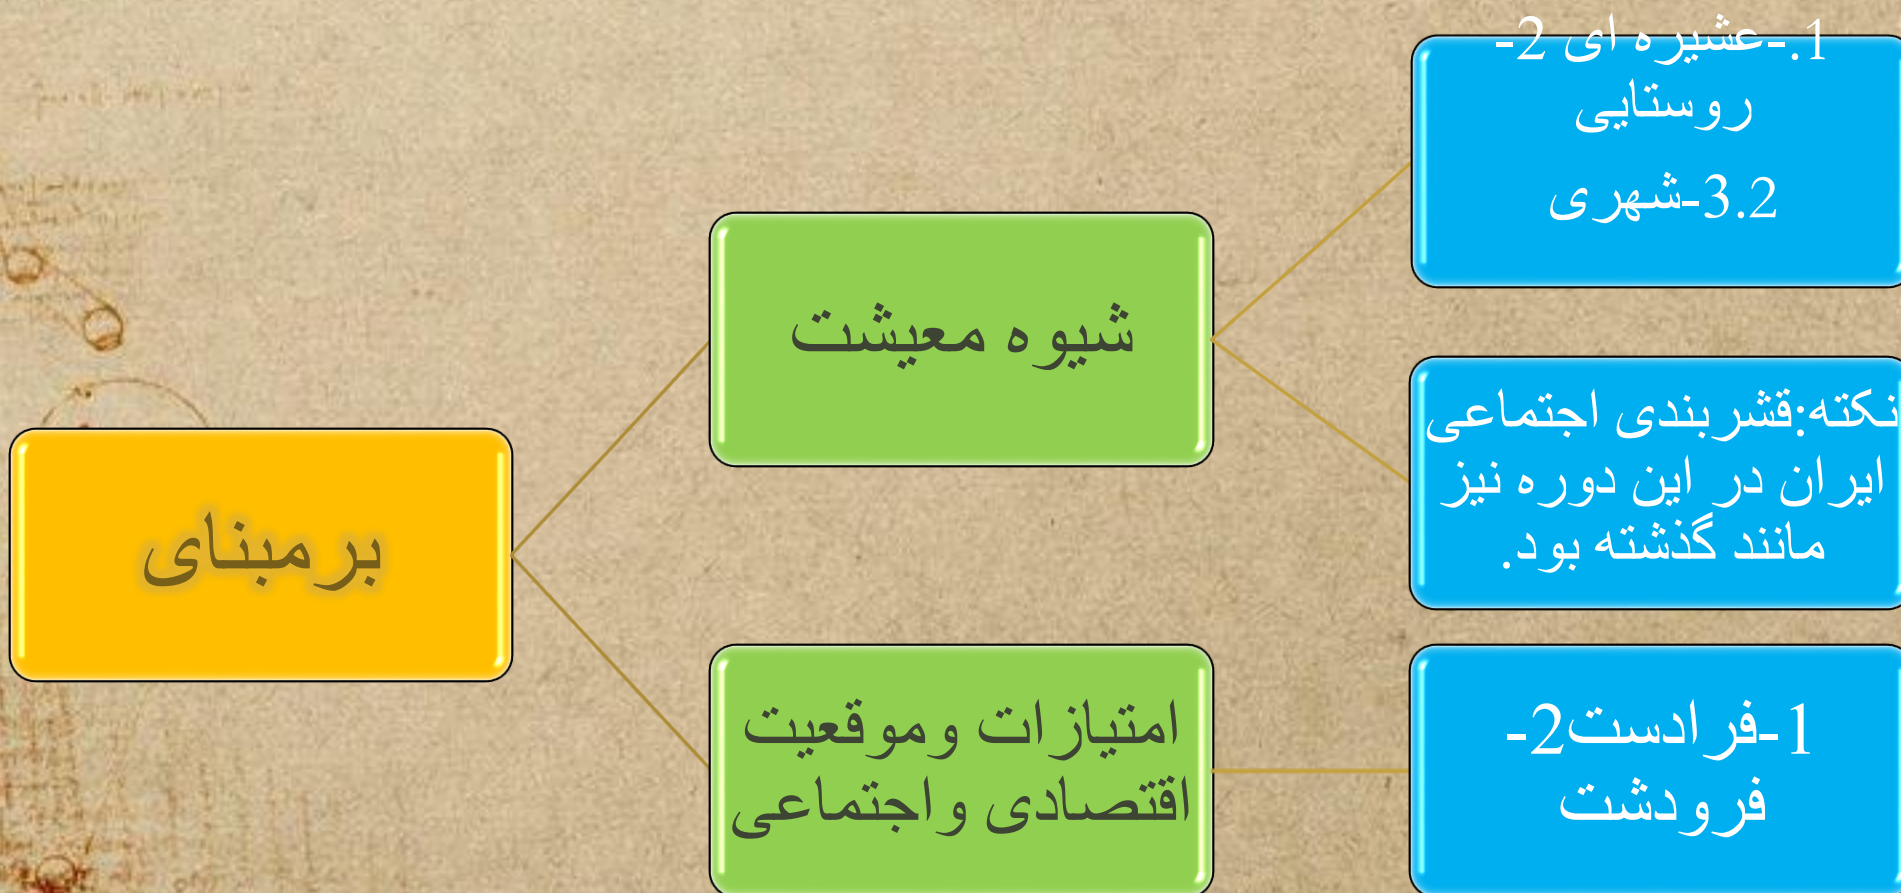 برمبنای
شیوه معیشت
1.-عشیره ای 2-
روستایی
3.2-شهری
نکته:قشربندی اجتماعی
ایران در این دوره نیز
مانند گذشته بود.
امتیازات وموقعیت
اقتصادی واجتماعی
1-فرادست2-
فرودشت